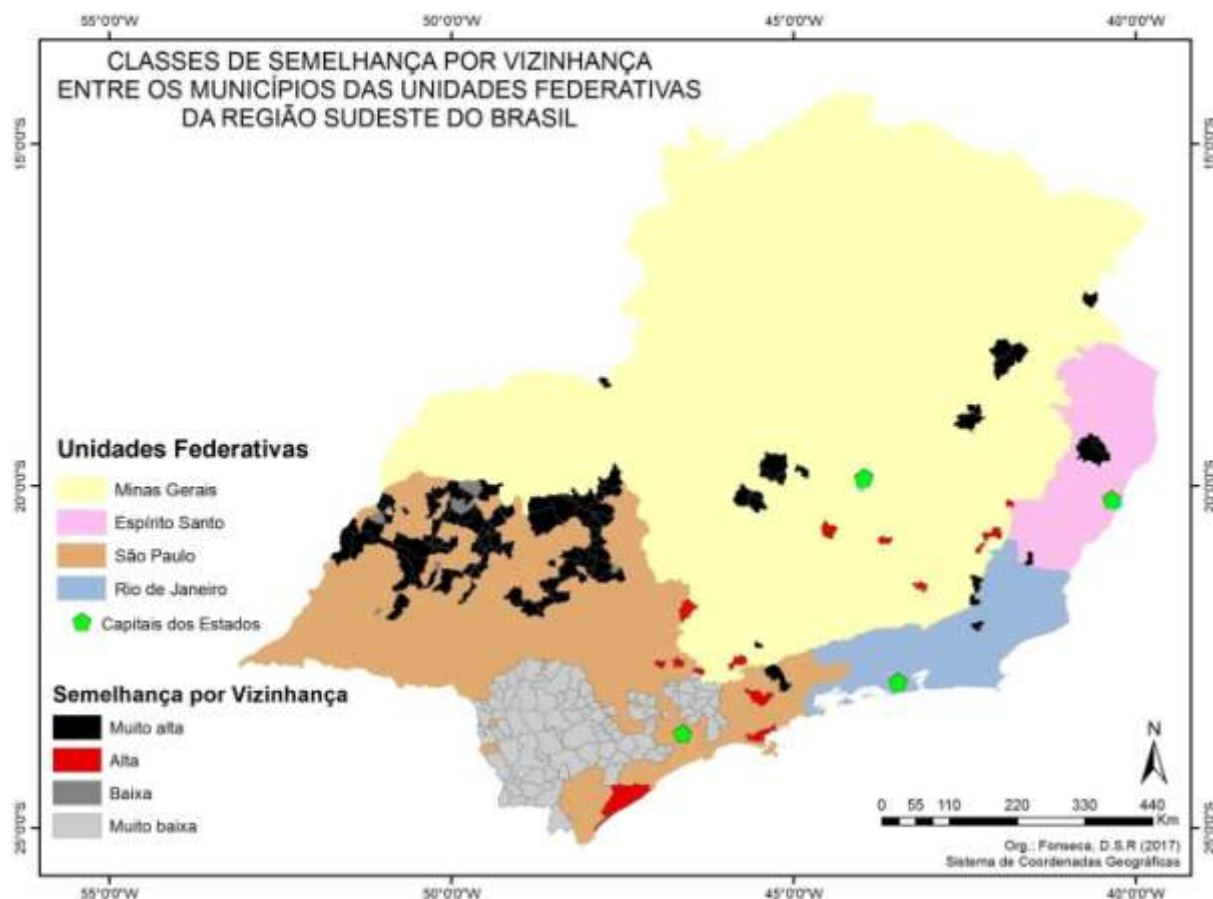 55°0'0"W
50°0'0"W
45°0'0"W
40°0'0"W
CLASSES DE SEMELHANÇA POR VIZINHANÇA
ENTRE OS MUNICÍPIOS DAS UNIDADES FEDERATIVAS
DA REGIÃO SUDESTE DO BRASIL
15°0'0"S
15°0'0"S
Unidades Federativas
Minas Gerais
Espírito Santo
São Paulo
Rio de Janeiro
Capitais dos Estados
20°0'0"S
20°0'0"S
Semelhança por Vizinhança
Muito alta
Alta
Baixa
Muito baixa
N
0 55 110 220 330 440
Km
25°0'0"S
25°0'0"S
Org.: Fonseca, D.S.R (2017)
Sistema de Coordenadas Geográficas
55°0'0"W
50°0'0"W
45°0'0"W
40°0'0"W